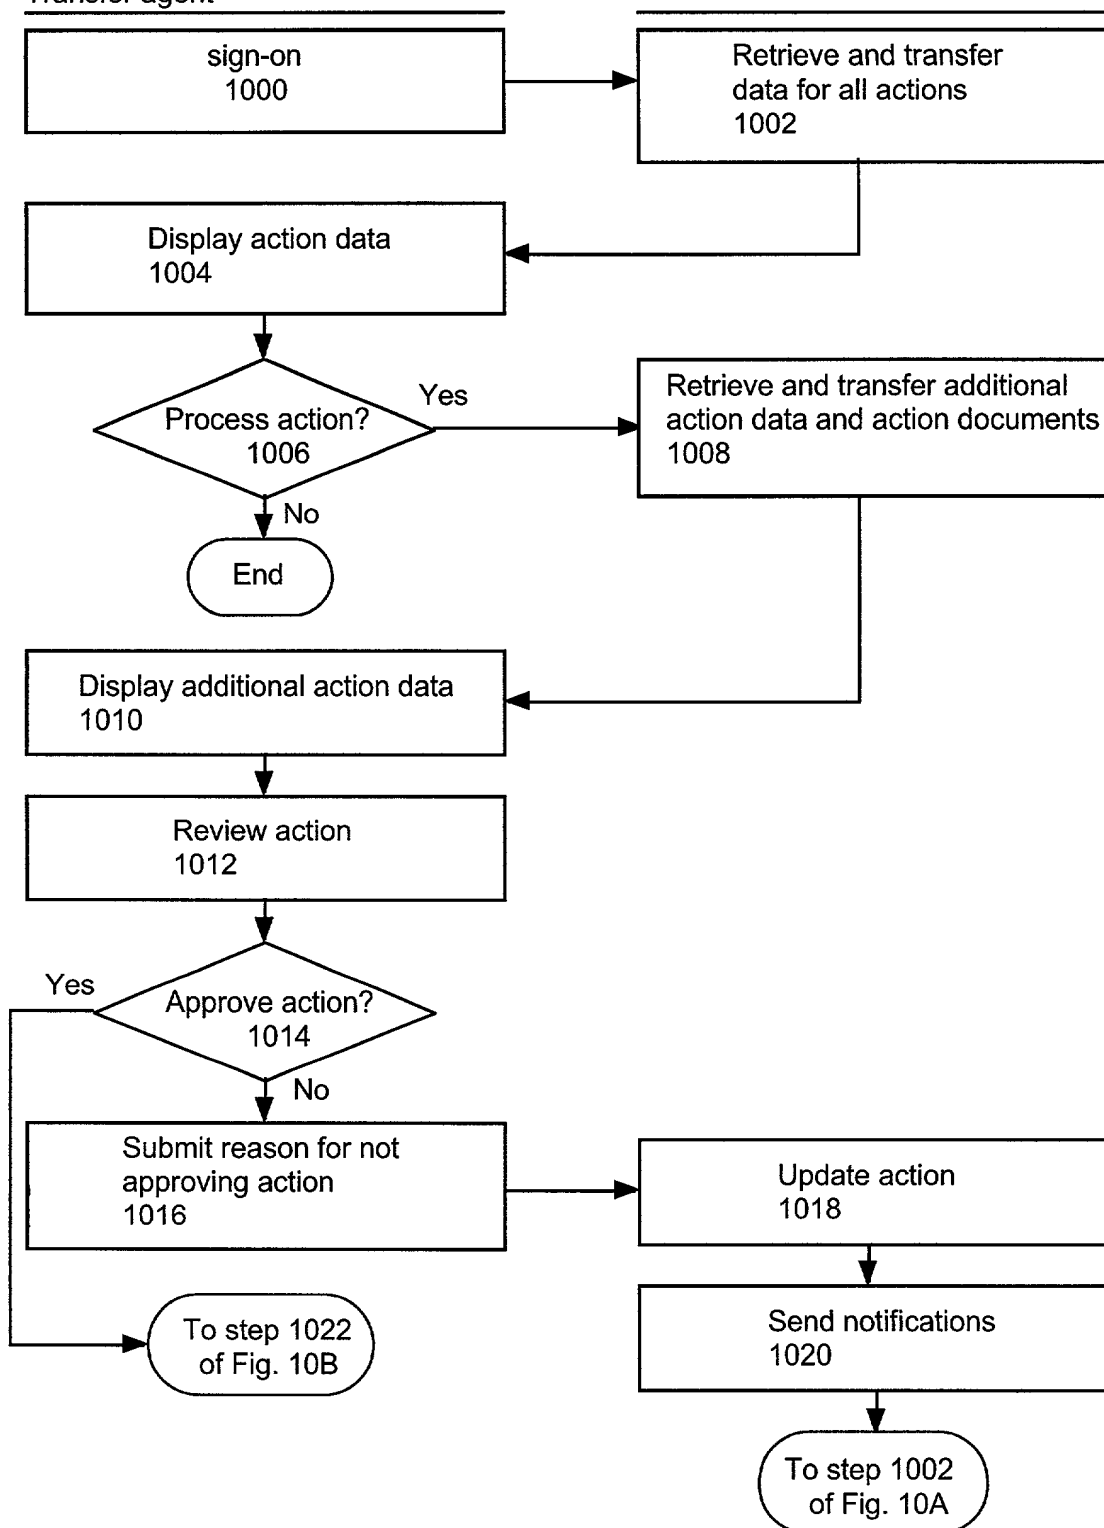 Transfer agent
sign-on
1000
Retrieve and transfer
data for all actions
1002
Display action data
1004
Process action?
1006
Yes
Retrieve and transfer additional
action data and action documents
1008
No
End
Display additional action data
1010
Review action
1012
Yes
Approve action?
1014
No
Submit reason for not
approving action
1016
Update action
1018
To step 1022
of Fig. 10B
Send notifications
1020
To step 1002
of Fig. 10A